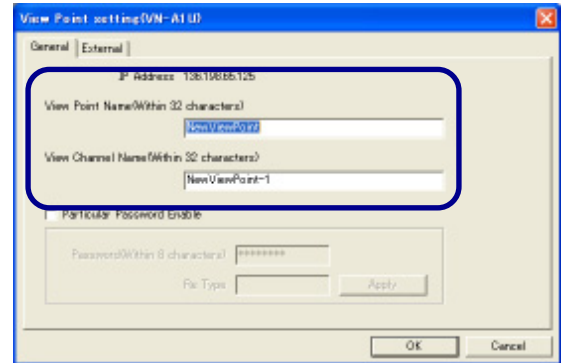 View Point setting(VN-A1U)
General External
IP Address 136.198.65.125
View Point Name(Within 32 characters)
NewViewPoint
View Channel Name(Within 32 characters)
NewViewPoint-1
Particular Password Enable
Password(Within 8 characters) ********
Re Type Apply
OK Cancel